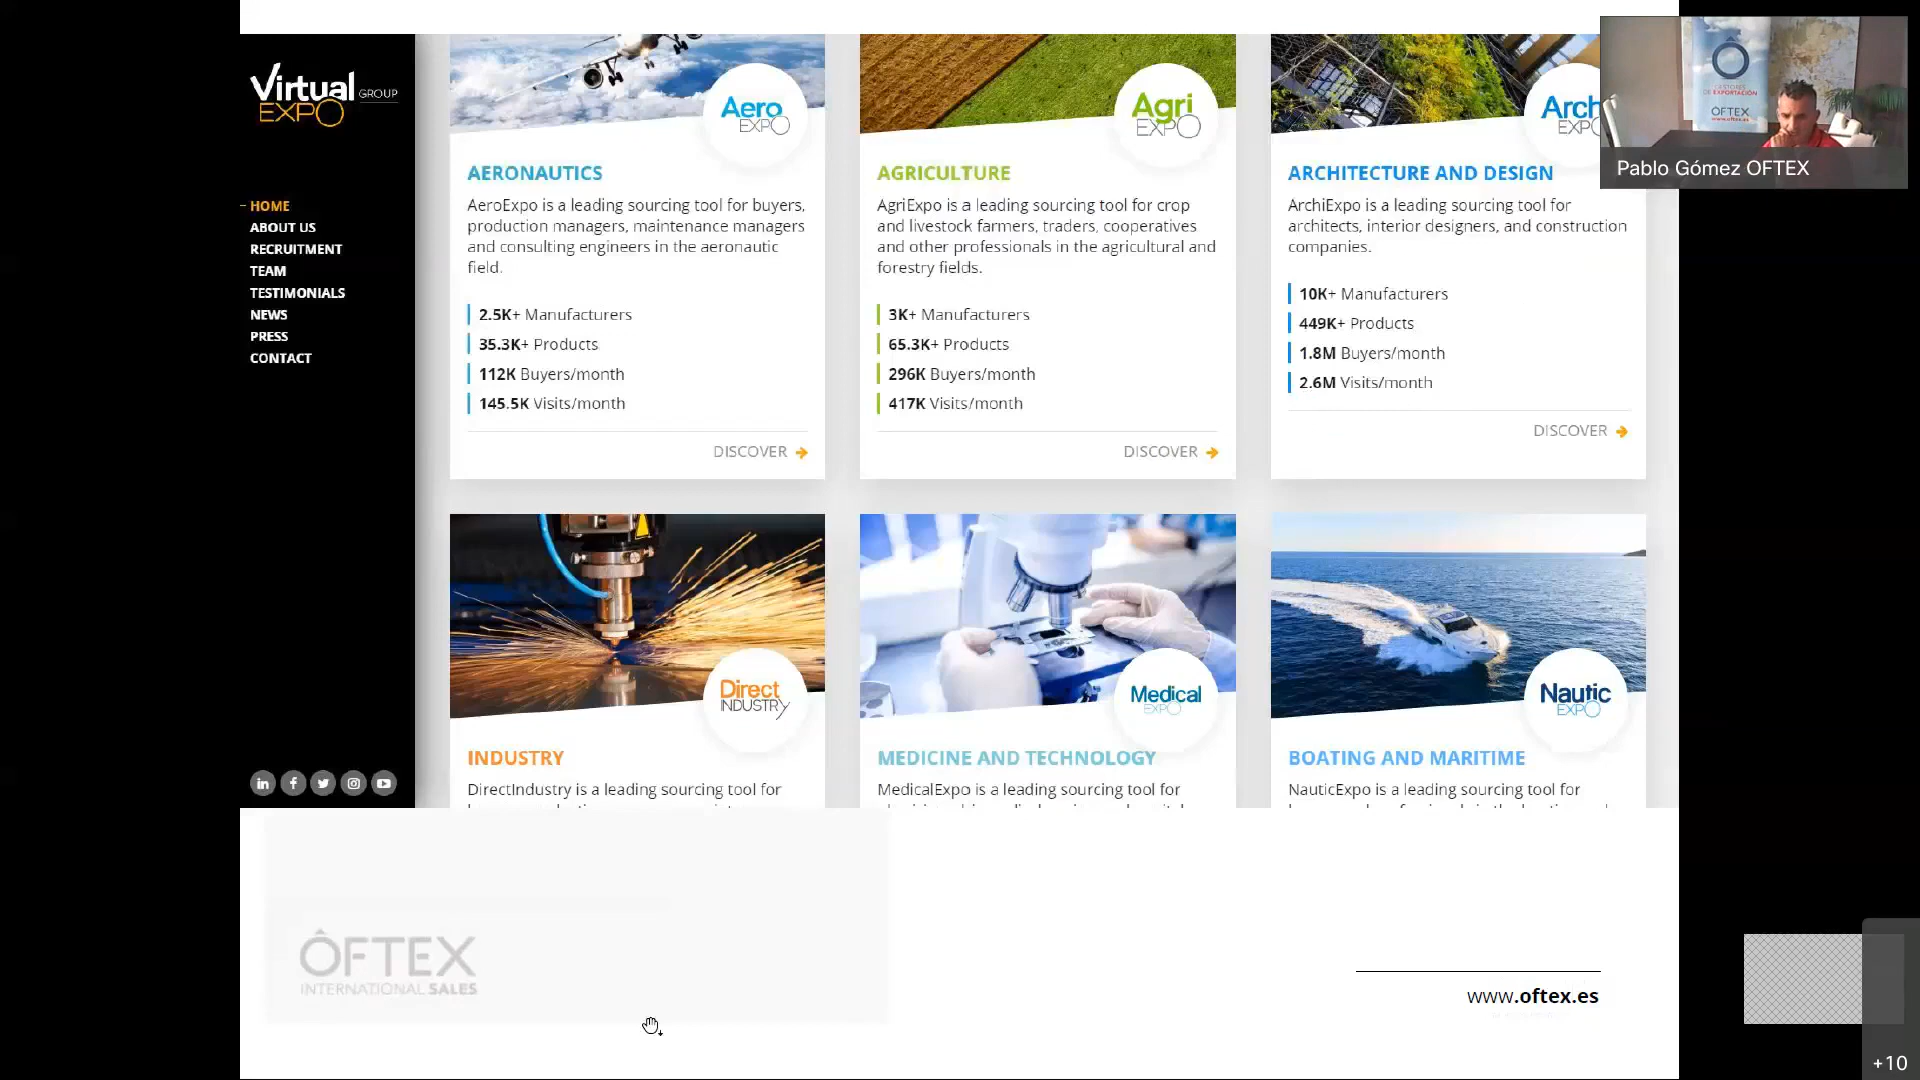 Virtual GROUP
EXPO
HOME
ABOUT US
RECRUITMENT
TEAM
TESTIMONIALS
NEWS
PRESS
CONTACT
Aero
EXPO
AERONAUTICS
AeroExpo is a leading sourcing tool for buyers,
production managers, maintenance managers
and consulting engineers in the aeronautic
field.
2.5K+ Manufacturers
35.3K+ Products
112K Buyers/month
145.5K Visits/month
DISCOVER
Agri
EXPO
AGRICULTURE
AgriExpo is a leading sourcing tool for crop
and livestock farmers, traders, cooperatives
and other professionals in the agricultural and
forestry fields.
3K+ Manufacturers
65.3K+ Products
296K Buyers/month
417K Visits/month
DISCOVER
Arch
EXPO
ARCHITECTURE AND DESIGN
ArchiExpo is a leading sourcing tool for
architects, interior designers, and construction
companies.
10K+ Manufacturers
449K+ Products
1.8M Buyers/month
2.6M Visits/month
DISCOVER
Direct
INDUSTRY
INDUSTRY
DirectIndustry is a leading sourcing tool for
Medical
EXPO
MEDICINE AND TECHNOLOGY
MedicalExpo is a leading sourcing tool for
Nautic
EXPO
BOATING AND MARITIME
NauticExpo is a leading sourcing tool for
GESTORES
DE EXPORTACIÓN
OFTEX
www.oftex.es
Pablo Gómez OFTEX
ÔFTEX
INTERNATIONAL SALES
www.oftex.es
+10